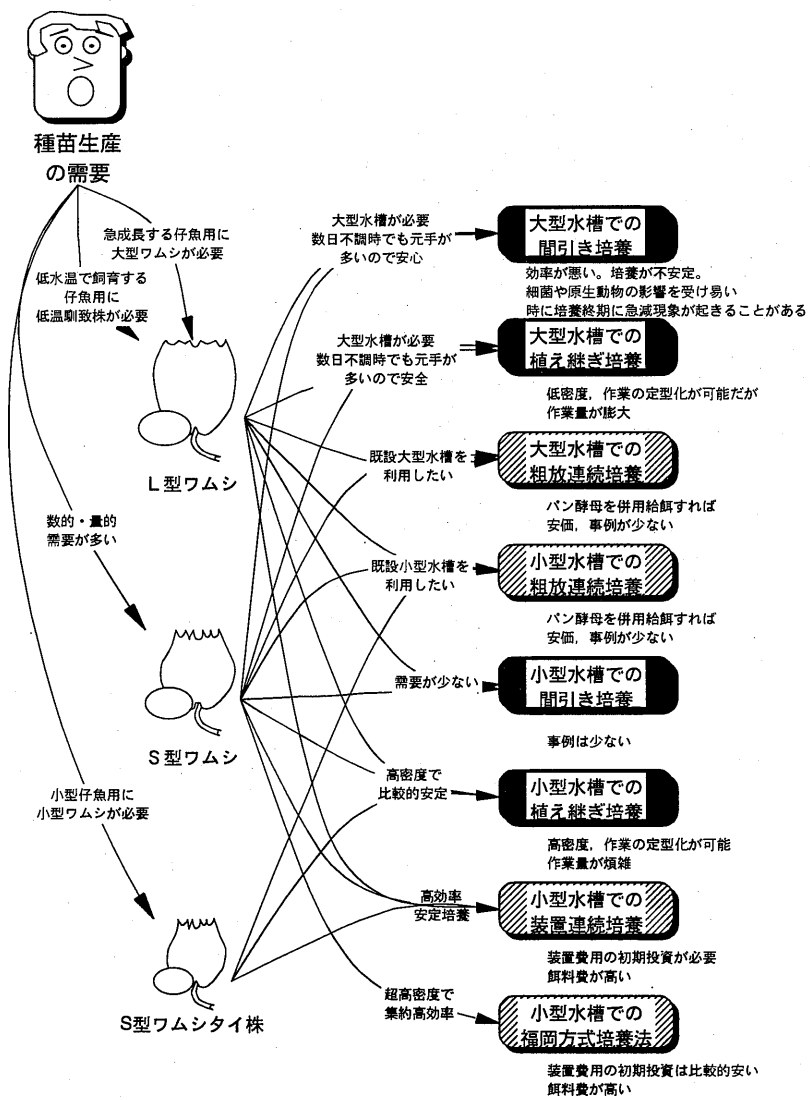 種苗生産
の需要
急成長する仔魚用に
大型ワムシが必要
低水温で飼育する
仔魚用に
低温馴致株が必要
L型ワムシ
数的・量的
需要が多い
S型ワムシ
小型仔魚用に
小型ワムシが必要
S型ワムシタイ株
大型水槽が必要
数日不調時でも元手が
多いので安心
大型水槽での
間引き培養
効率が悪い。培養が不安定。
細菌や原生動物の影響を受け易い
時に培養終期に急減現象が起きることがある
大型水槽が必要
数日不調時でも元手が
多いので安全
大型水槽での
植え継ぎ培養
低密度，作業の定型化が可能だが
作業量が膨大
既設大型水槽を
利用したい
大型水槽での
粗放連続培養
パン酵母を併用給餌すれば
安価，事例が少ない
既設小型水槽を
利用したい
小型水槽での
粗放連続培養
パン酵母を併用給餌すれば
安価，事例が少ない
需要が少ない
小型水槽での
間引き培養
事例は少ない
高密度で
比較的安定
小型水槽での
植え継ぎ培養
高密度，作業の定型化が可能
作業量が煩雑
高効率
安定培養
小型水槽での
装置連続培養
装置費用の初期投資が必要
餌料費が高い
超高密度で
集約高効率
小型水槽での
福岡方式培養法
装置費用の初期投資は比較的安い
餌料費が高い